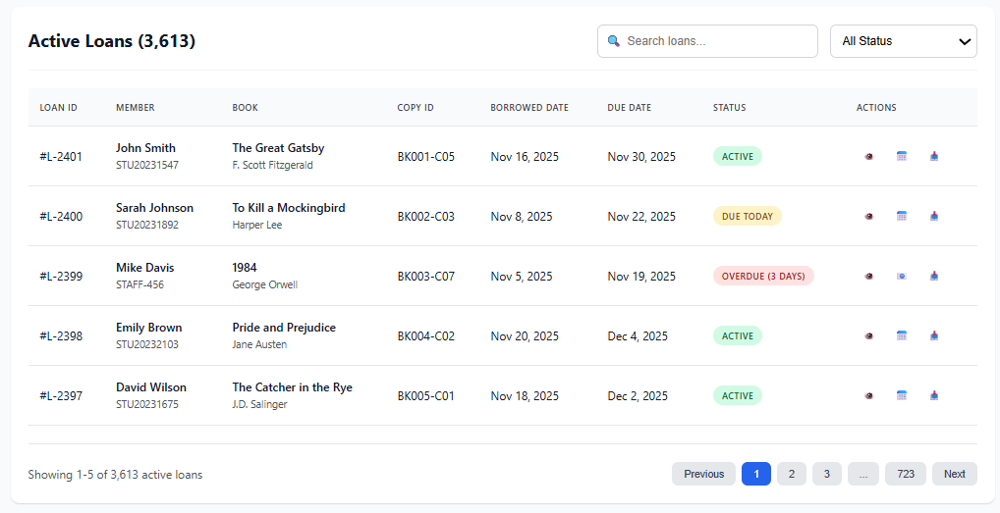 Active Loans (3,613)
Search loans...
All Status
LOAN ID MEMBER BOOK COPY ID BORROWED DATE DUE DATE STATUS ACTIONS
#L-2401 John Smith The Great Gatsby BK001-C05 Nov 16, 2025 Nov 30, 2025 ACTIVE
STU20231547 F. Scott Fitzgerald
#L-2400 Sarah Johnson To Kill a Mockingbird BK002-C03 Nov 8, 2025 Nov 22, 2025 DUE TODAY
STU20231892 Harper Lee
#L-2399 Mike Davis 1984 BK003-C07 Nov 5, 2025 Nov 19, 2025 OVERDUE (3 DAYS)
STAFF-456 George Orwell
#L-2398 Emily Brown Pride and Prejudice BK004-C02 Nov 20, 2025 Dec 4, 2025 ACTIVE
STU20232103 Jane Austen
#L-2397 David Wilson The Catcher in the Rye BK005-C01 Nov 18, 2025 Dec 2, 2025 ACTIVE
STU20231675 J.D. Salinger
Showing 1-5 of 3,613 active loans
Previous 1 2 3 ... 723 Next